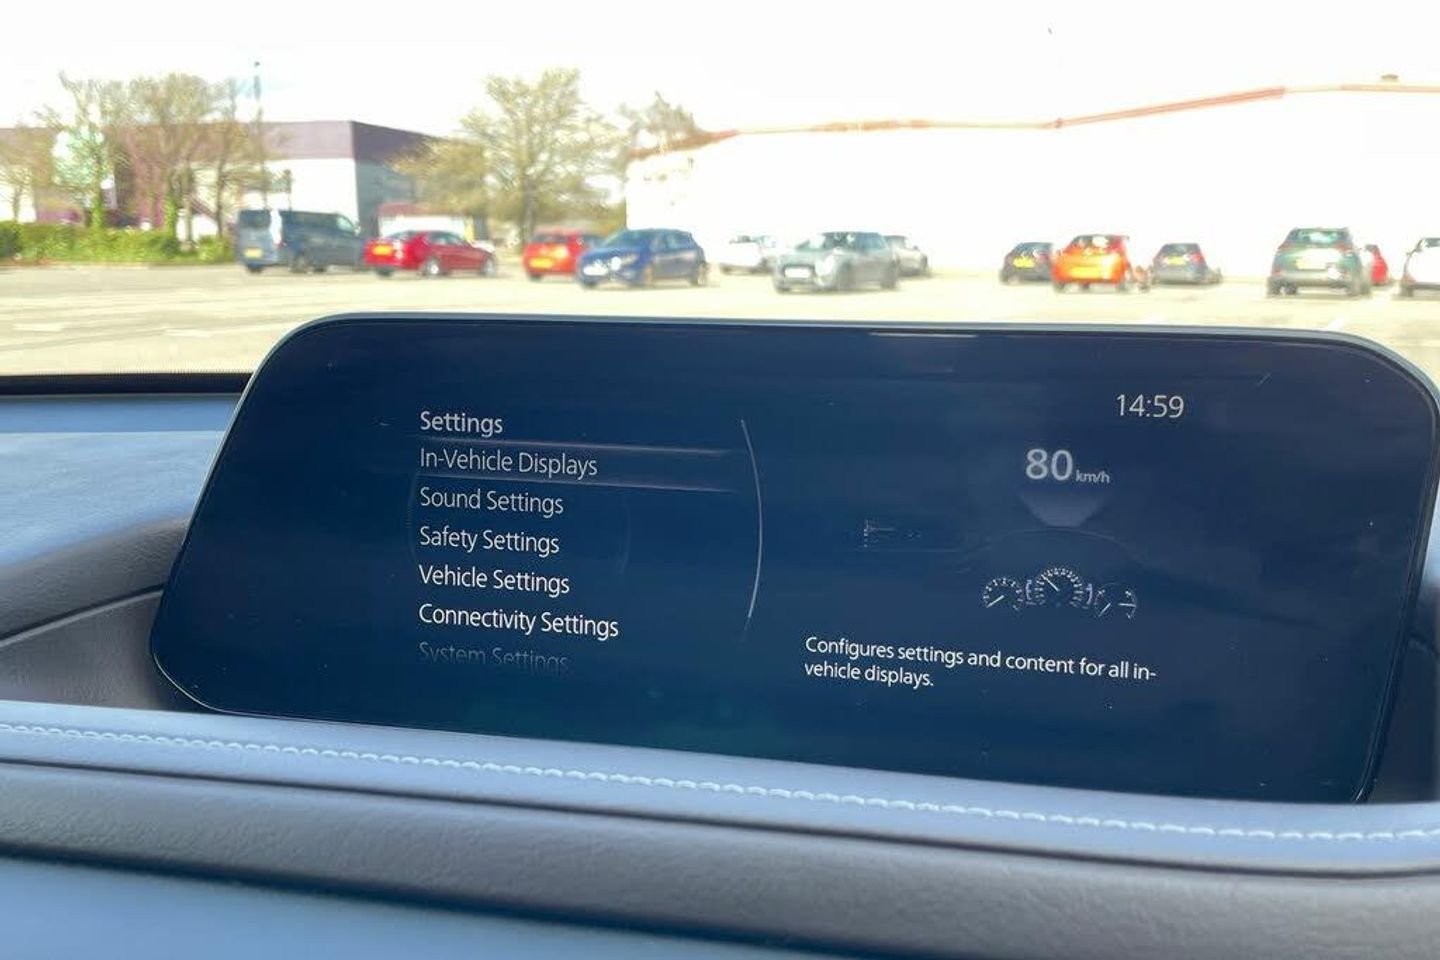 14:59
Settings
In-Vehicle Displays
Sound Settings
Safety Settings
Vehicle Settings
Connectivity Settings
System Settings
80 km/h
Configures settings and content for all in-
vehicle displays.